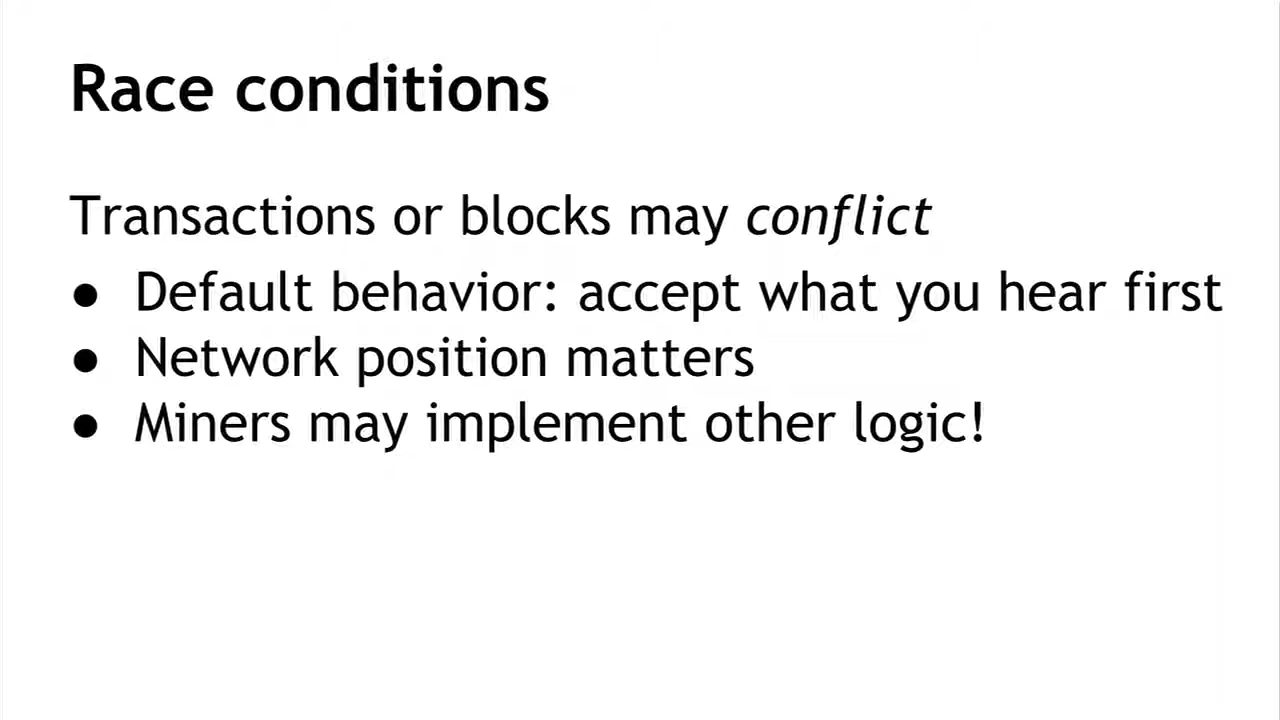 Race conditions
Transactions or blocks may conflict
● Default behavior: accept what you hear first
● Network position matters
● Miners may implement other logic!